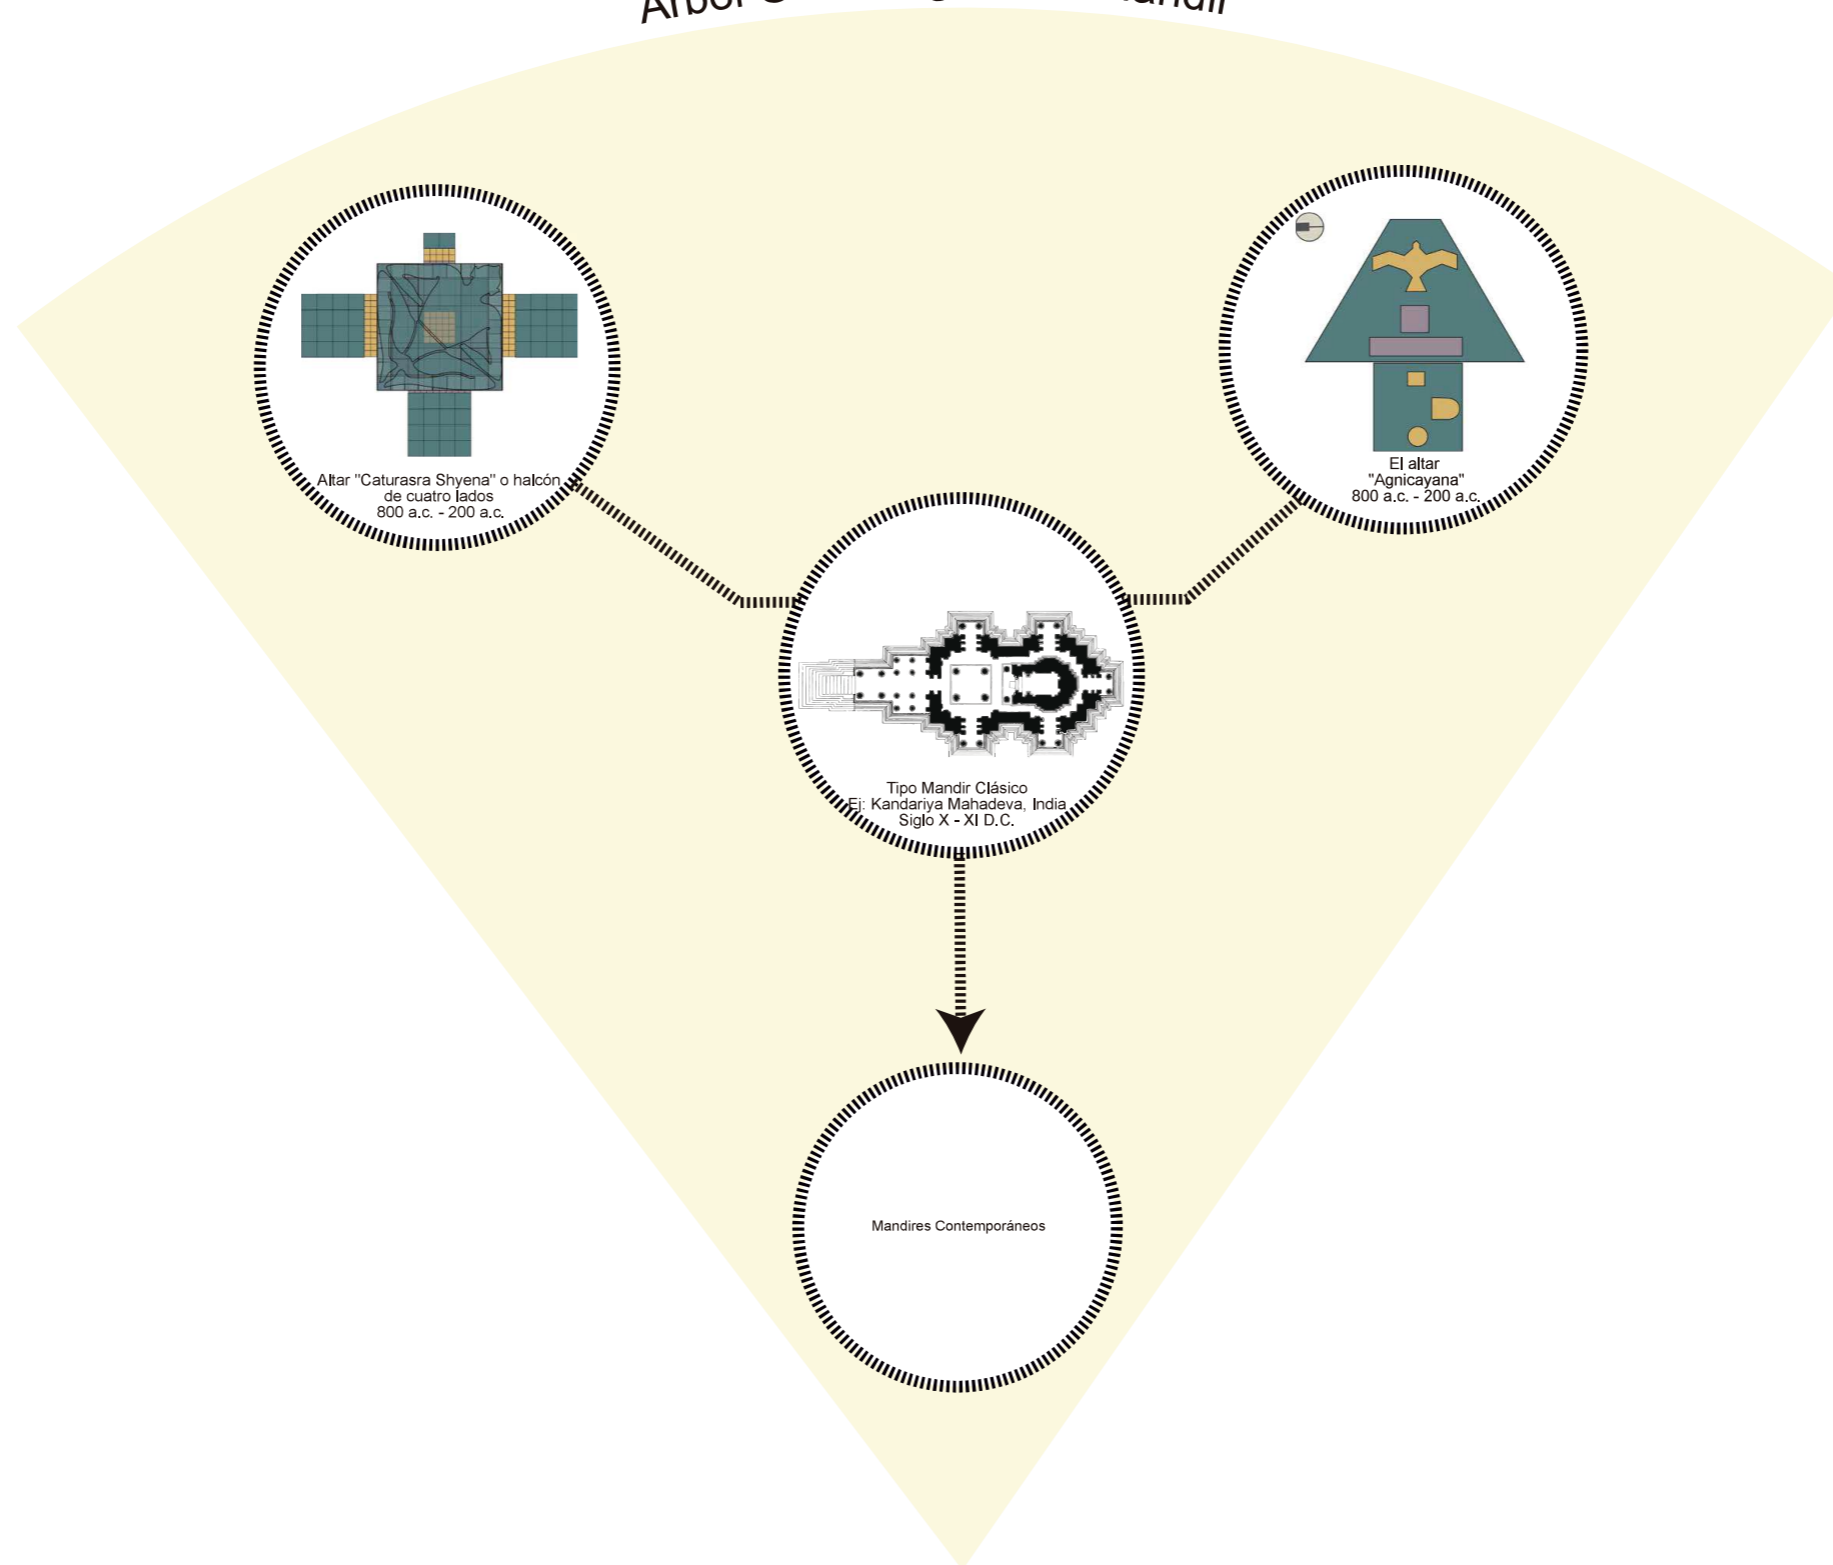 Árbol
Altar "Caturasra Shyena" o halcón
de cuatro lados
800 a.c. - 200 a.c.
El altar
"Agnicayana"
800 a.c. - 200 a.c.
Tipo Mandir Clásico
Ej: Kandariya Mahadeva, India
Siglo X - XI D.C.
Mandires Contemporáneos